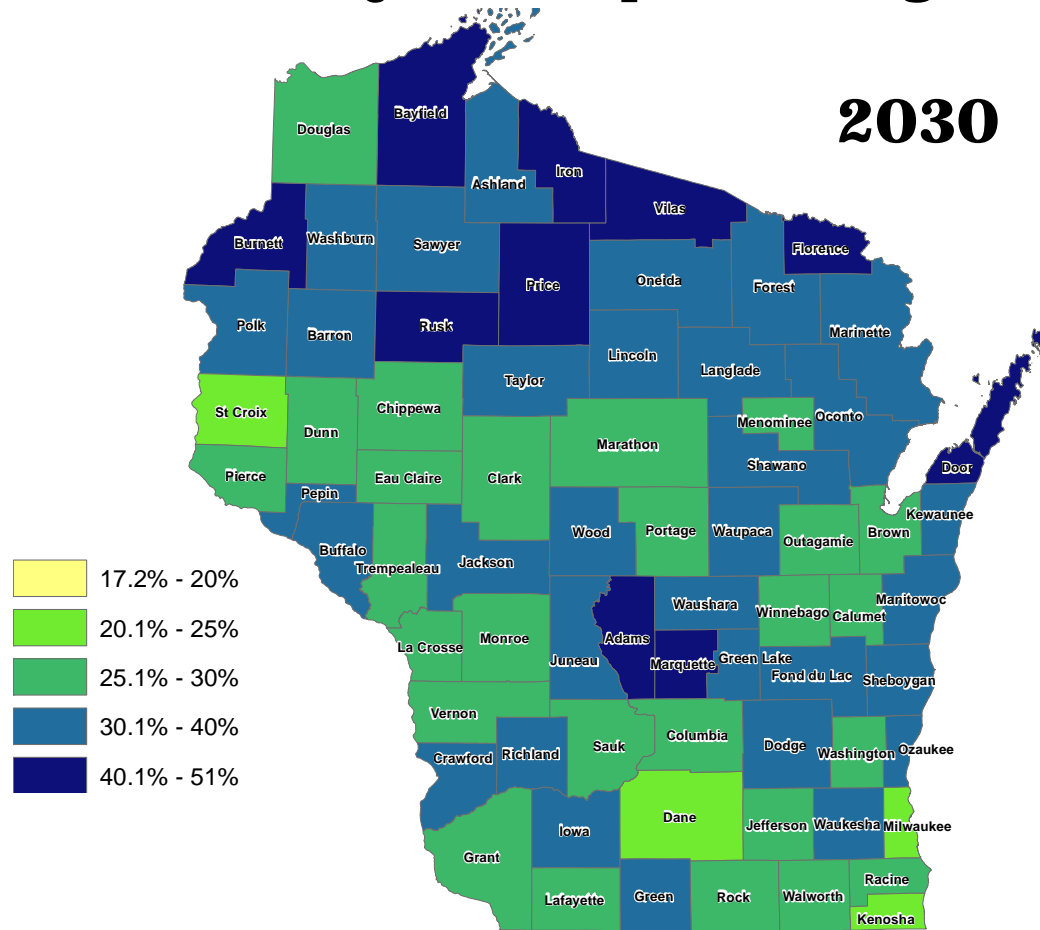 2030
Bayfield
Douglas
Iron
Ashland
Vilas
Washburn
Burnett
Sawyer
Florence
Oneida
Price
Forest
Polk
Rusk
Marinette
Barron
Lincoln
Langlade
Taylor
St Croix
Chippewa
Oconto
Menominee
Dunn
Marathon
Shawano
Door
Pierce
Eau Claire
Clark
Pepin
Kewaunee
Wood
Portage
Waupaca
Brown
Outagamie
Buffalo
Jackson
Trempealeau
17.2% - 20%
Manitowoc
Waushara
Winnebago
Calumet
20.1% - 25%
Monroe
Adams
La Crosse
Juneau
Marquette
Green Lake
Fond du Lac
Sheboygan
25.1% - 30%
Vernon
30.1% - 40%
Columbia
Sauk
Dodge
Ozaukee
Washington
Richland
Crawford
40.1% - 51%
Dane
Jefferson
Waukesha
Milwaukee
Iowa
Grant
Racine
Lafayette
Green
Rock
Walworth
Kenosha